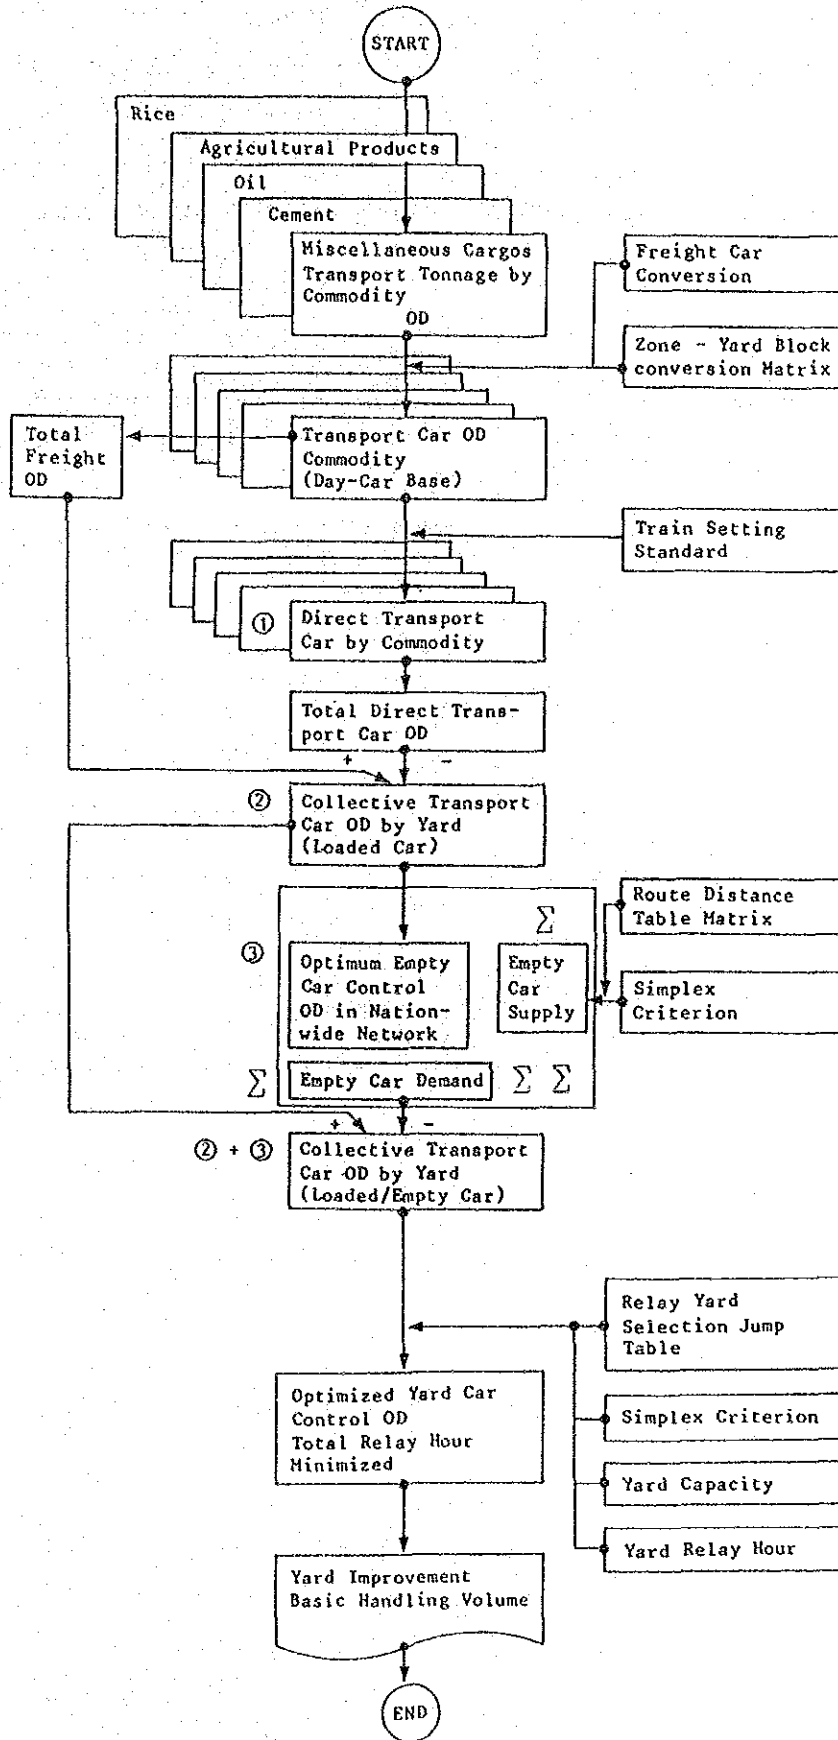 START
Rice
Agricultural Products
Oil
Cement
Miscellaneous Cargos
Transport Tonnage by
Commodity
OD
Freight Car
Conversion
Zone - Yard Block
conversion Matrix
Total
Freight
OD
Transport Car OD
Commodity
(Day-Car Base)
Train Setting
Standard
①
Direct Transport
Car by Commodity
Total Direct Trans-
port Car OD
+ -
②
Collective Transport
Car OD by Yard
(Loaded Car)
Route Distance
Table Matrix
Σ
③
Optimum Empty
Car Control
OD in Nation-
wide Network
Empty
Car
Supply
Simplex
Criterion
Σ Empty Car Demand Σ Σ
+ -
② + ③
Collective Transport
Car OD by Yard
(Loaded/Empty Car)
Relay Yard
Selection Jump
Table
Optimized Yard Car
Control OD
Total Relay Hour
Minimized
Simplex Criterion
Yard Capacity
Yard Relay Hour
Yard Improvement
Basic Handling Volume
END